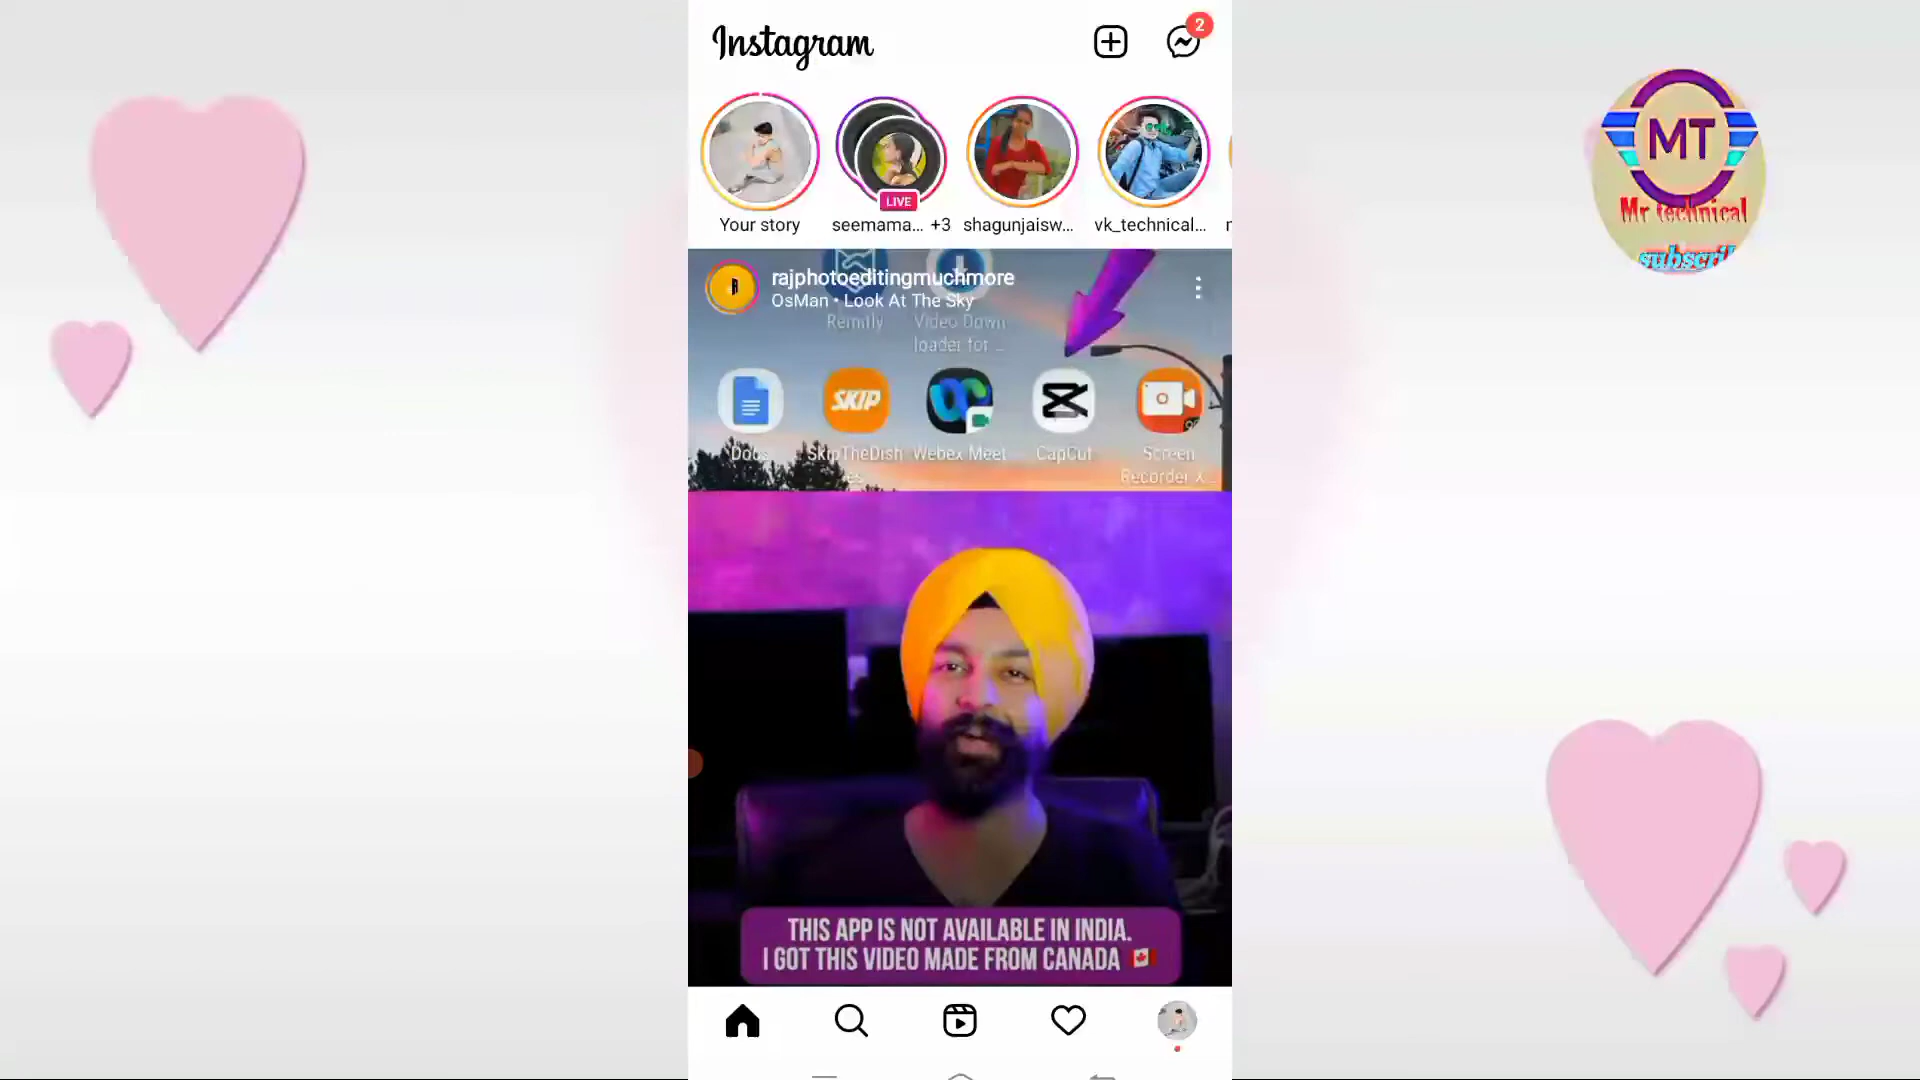 Instagram
2
LIVE
Your story
seemama... +3
shagunjaisw...
vk_technical...
MT
Mr technical
subscri
rajphotoeditingmuchmore
OsMan • Look At The Sky
Remitly
Video Down
loader for ...
SKIP
Docs
SkipTheDish
es
Webex Meet
CapCut
Screen
Recorder X...
THIS APP IS NOT AVAILABLE IN INDIA.
I GOT THIS VIDEO MADE FROM CANADA 🇨🇦